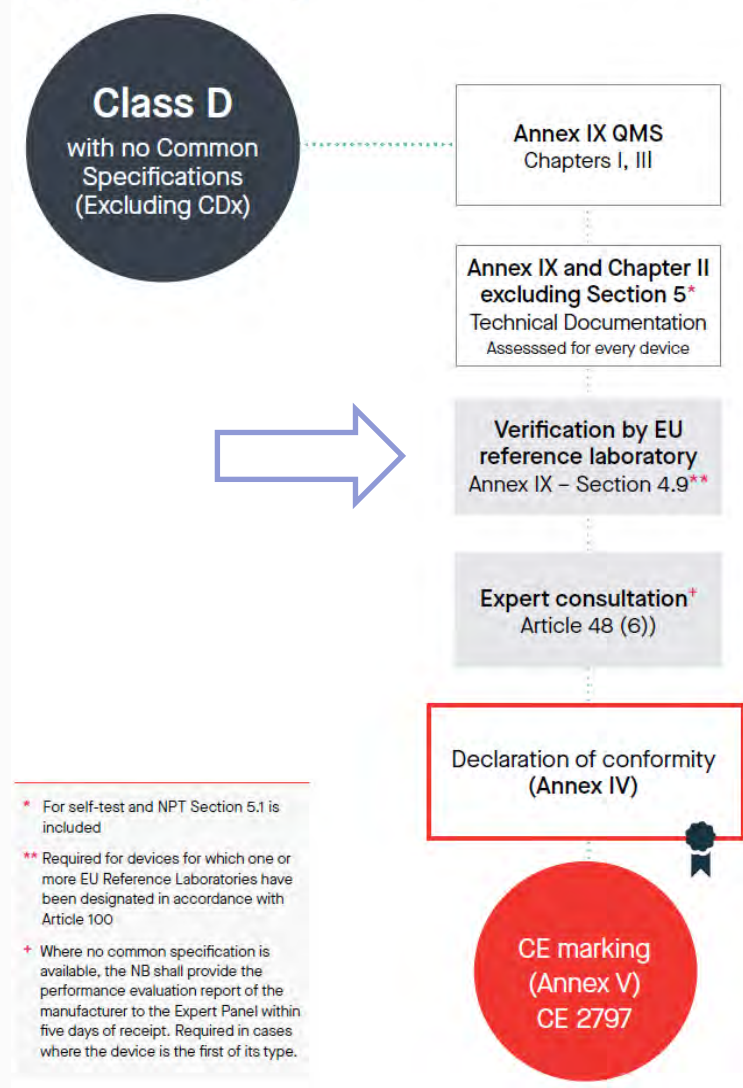 Class D
with no Common
Specifications
(Excluding CDx)
Annex IX QMS
Chapters I, III
Annex IX and Chapter II
excluding Section 5*
Technical Documentation
Assesssed for every device
Verification by EU
reference laboratory
Annex IX – Section 4.9**
Expert consultation+
Article 48 (6))
Declaration of conformity
(Annex IV)
CE marking
(Annex V)
CE 2797
* For self-test and NPT Section 5.1 is
included
** Required for devices for which one or
more EU Reference Laboratories have
been designated in accordance with
Article 100
+ Where no common specification is
available, the NB shall provide the
performance evaluation report of the
manufacturer to the Expert Panel within
five days of receipt. Required in cases
where the device is the first of its type.